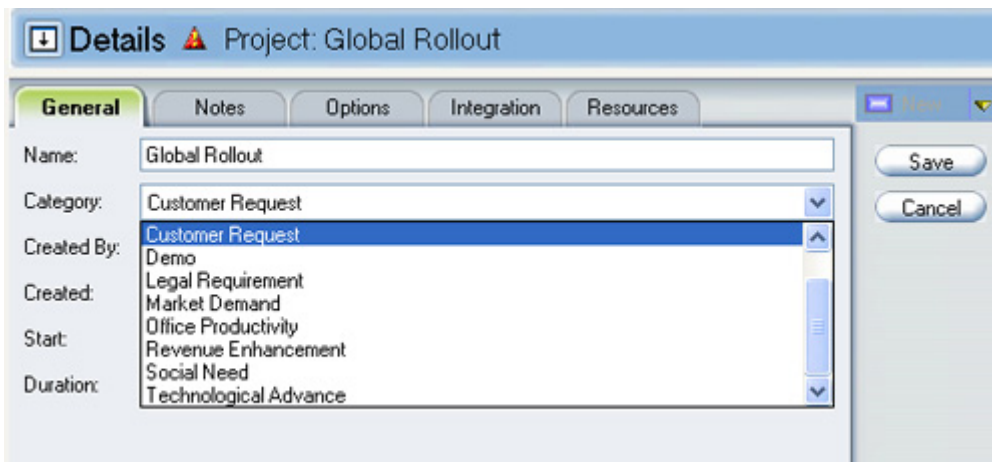 Details Project: Global Rollout
General Notes Options Integration Resources New
Name: Global Rollout
Save
Category: Customer Request
Cancel
Customer Request
Created By:
Demo
Legal Requirement
Created:
Market Demand
Office Productivity
Start:
Revenue Enhancement
Social Need
Duration:
Technological Advance